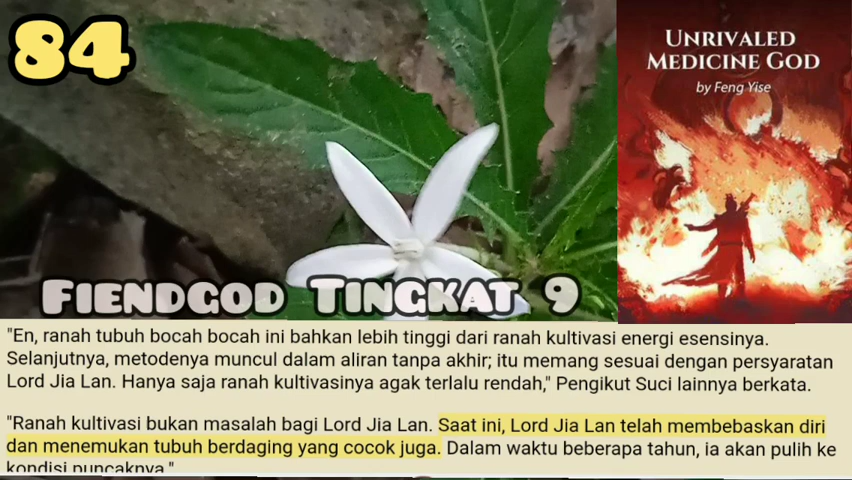 84
UNRIVALED
MEDICINE GOD
by Feng Yise
FIENDGOD TINGKAT 9
"En, ranah tubuh bocah bocah ini bahkan lebih tinggi dari ranah kultivasi energi esensinya.
Selanjutnya, metodenya muncul dalam aliran tanpa akhir; itu memang sesuai dengan persyaratan
Lord Jia Lan. Hanya saja ranah kultivasinya agak terlalu rendah," Pengikut Suci lainnya berkata.
"Ranah kultivasi bukan masalah bagi Lord Jia Lan. Saat ini, Lord Jia Lan telah membebaskan diri
dan menemukan tubuh berdaging yang cocok juga. Dalam waktu beberapa tahun, ia akan pulih ke
kondisi puncaknya."